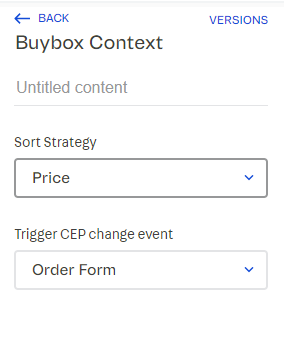 BACK
VERSIONS
Buybox Context
Untitled content
Sort Strategy
Price
Trigger CEP change event
Order Form